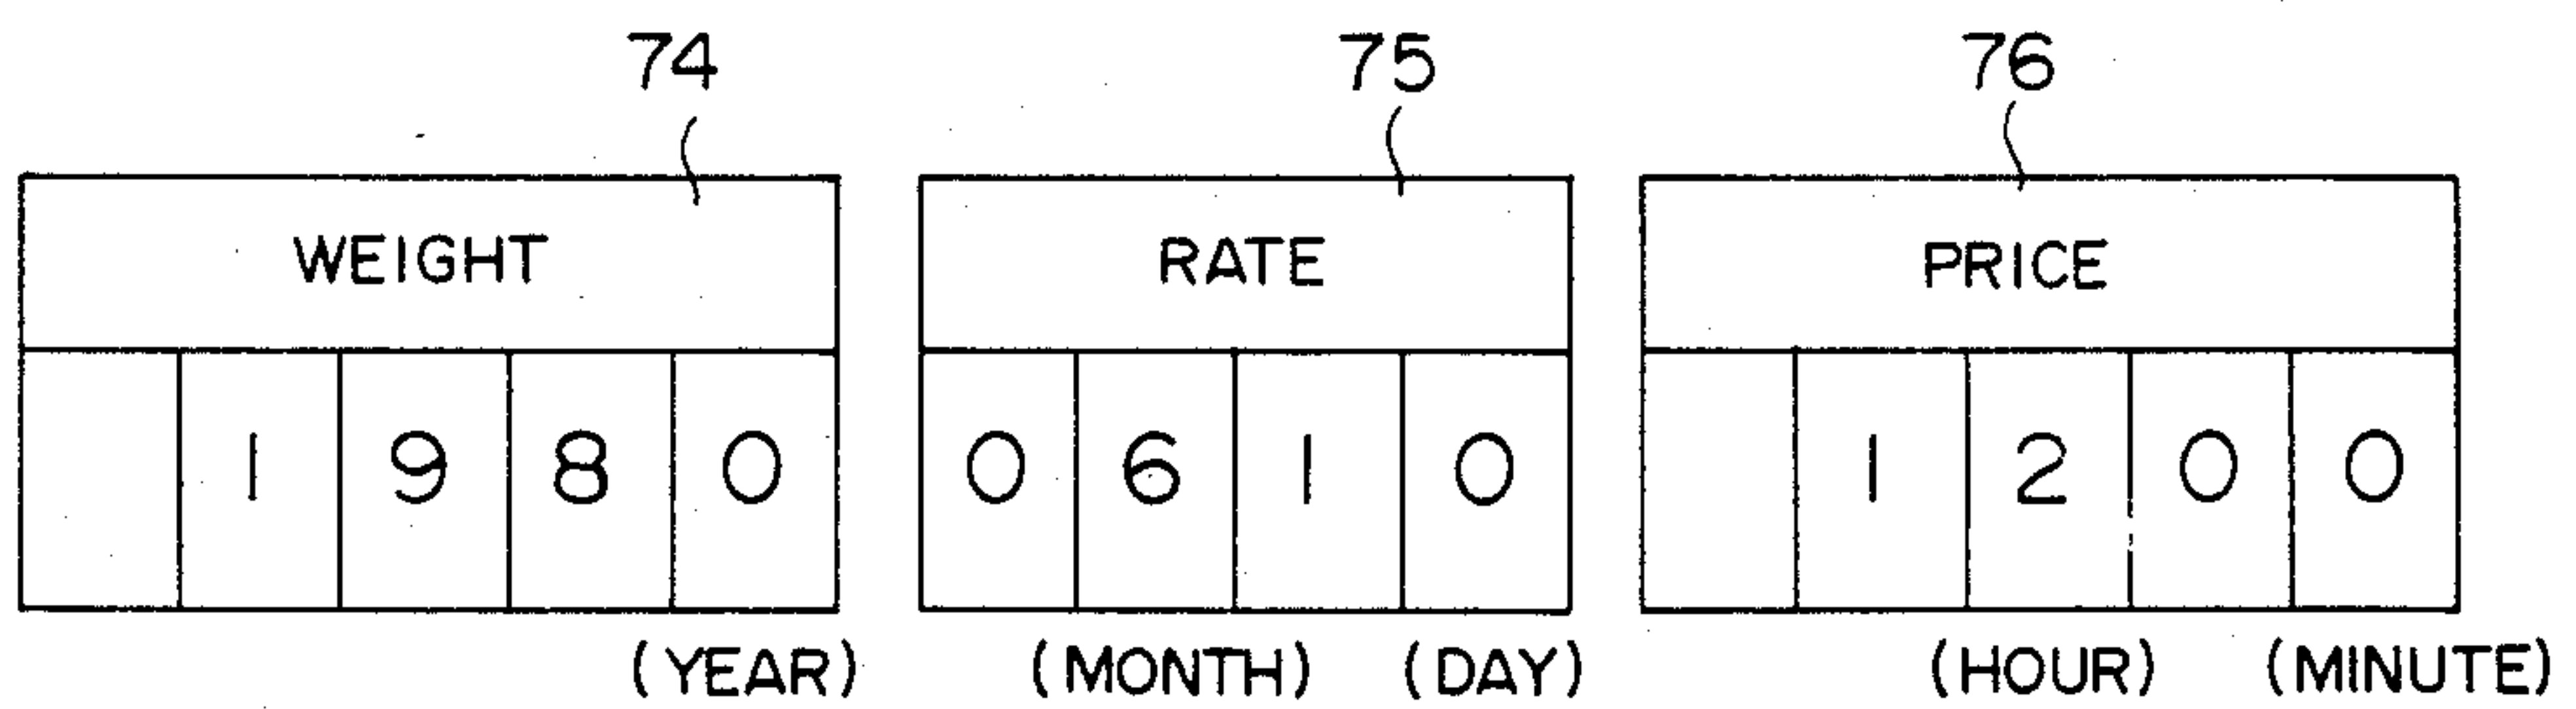 74 75 76
WEIGHT RATE PRICE
1 9 8 0 0 6 1 0 1 2 0 0
(YEAR) (MONTH) (DAY) (HOUR) (MINUTE)